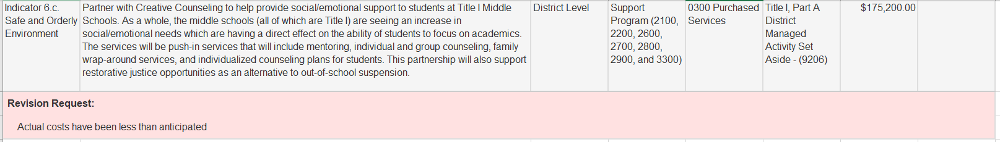 Indicator 6.c.
Safe and Orderly
Environment
Partner with Creative Counseling to help provide social/emotional support to students at Title I Middle
Schools. As a whole, the middle schools (all of which are Title I) are seeing an increase in
social/emotional needs which are having a direct effect on the ability of students to focus on academics.
The services will be push-in services that will include mentoring, individual and group counseling, family
wrap-around services, and individualized counseling plans for students. This partnership will also support
restorative justice opportunities as an alternative to out-of-school suspension.
District Level
Support
Program (2100,
2200, 2600,
2700, 2800,
2900, and 3300)
0300 Purchased
Services
Title I, Part A
District
Managed
Activity Set
Aside - (9206)
$175,200.00
Revision Request:
Actual costs have been less than anticipated